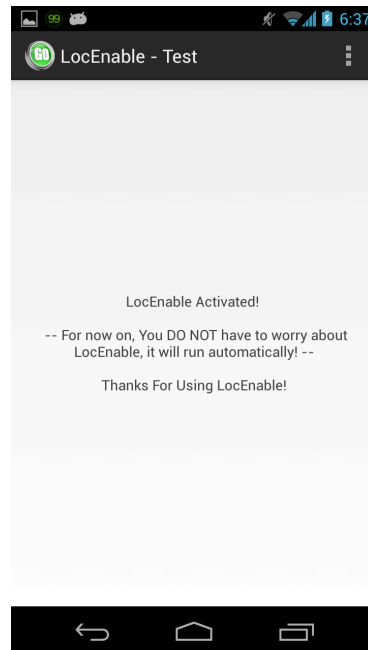 99
6:37
GO
LocEnable - Test
LocEnable Activated!
-- For now on, You DO NOT have to worry about
LocEnable, it will run automatically! --
Thanks For Using LocEnable!